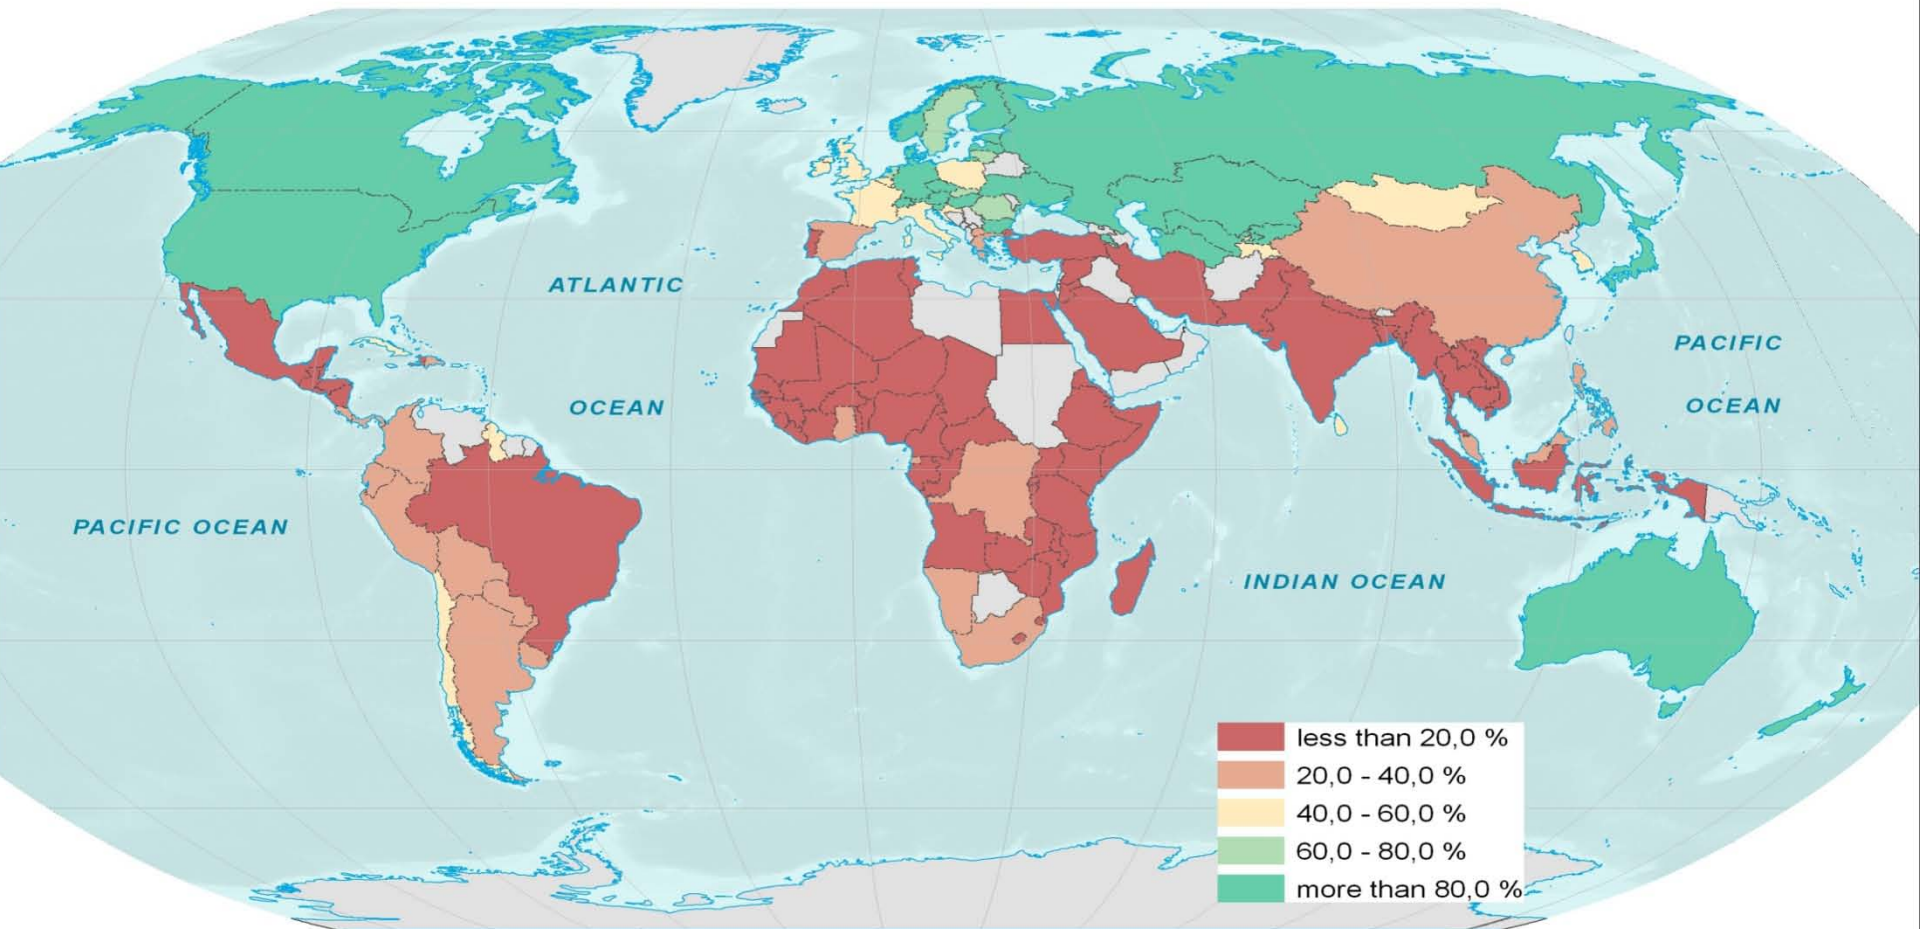 ATLANTIC
OCEAN
PACIFIC
OCEAN
PACIFIC OCEAN
INDIAN OCEAN
less than 20,0 %
20,0 - 40,0 %
40,0 - 60,0 %
60,0 - 80,0 %
more than 80,0 %